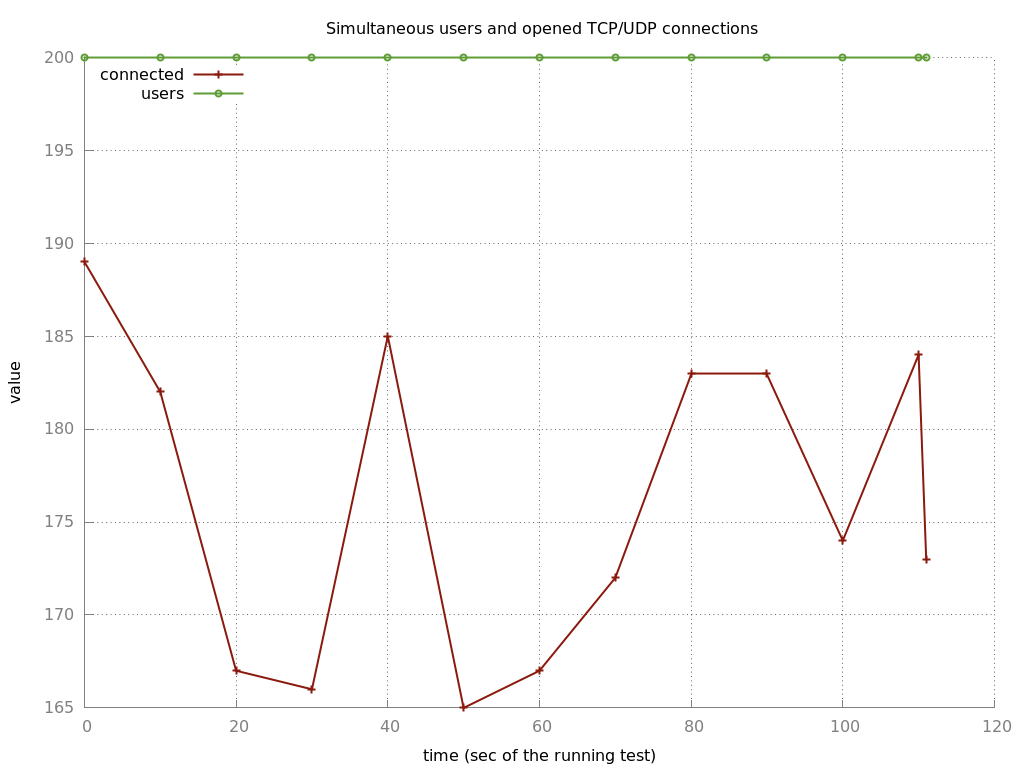 Simultaneous users and opened TCP/UDP connections
200
connected
users
195
190
185
180
175
170
165
value
0 20 40 60 80 100 120
time (sec of the running test)